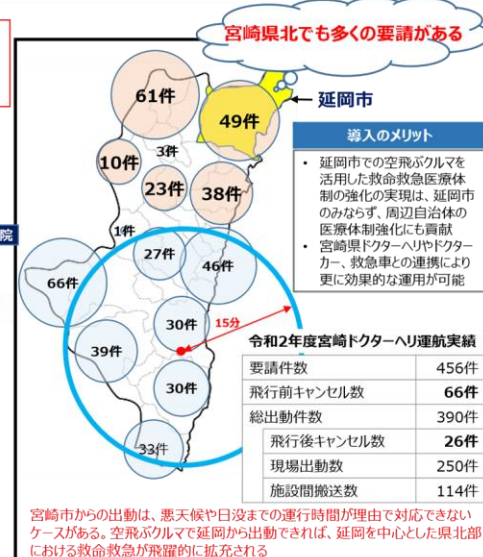 宮崎県北でも多くの要請がある
延岡市
61件
49件
3件
10件
23件
38件
1件
27件
46件
66件
30件
15分
39件
30件
33件
院
導入のメリット
・ 延岡市での空飛ぶクルマを
活用した救命救急医療体
制の強化の実現は、延岡市
のみならず、周辺自治体の
医療体制強化にも貢献
・ 宮崎県ドクターヘリやドクター
カー、救急車との連携により
更に効果的な運用が可能
令和2年度宮崎ドクターヘリ運航実績
要請件数 456件
飛行前キャンセル数 66件
総出動件数 390件
飛行後キャンセル数 26件
現場出動数 250件
施設間搬送数 114件
宮崎市からの出動は、悪天候や日没までの運行時間が理由で対応できない
ケースがある。空飛ぶクルマで延岡から出動できれば、延岡を中心とした県北部
における救命救急が飛躍的に拡充される